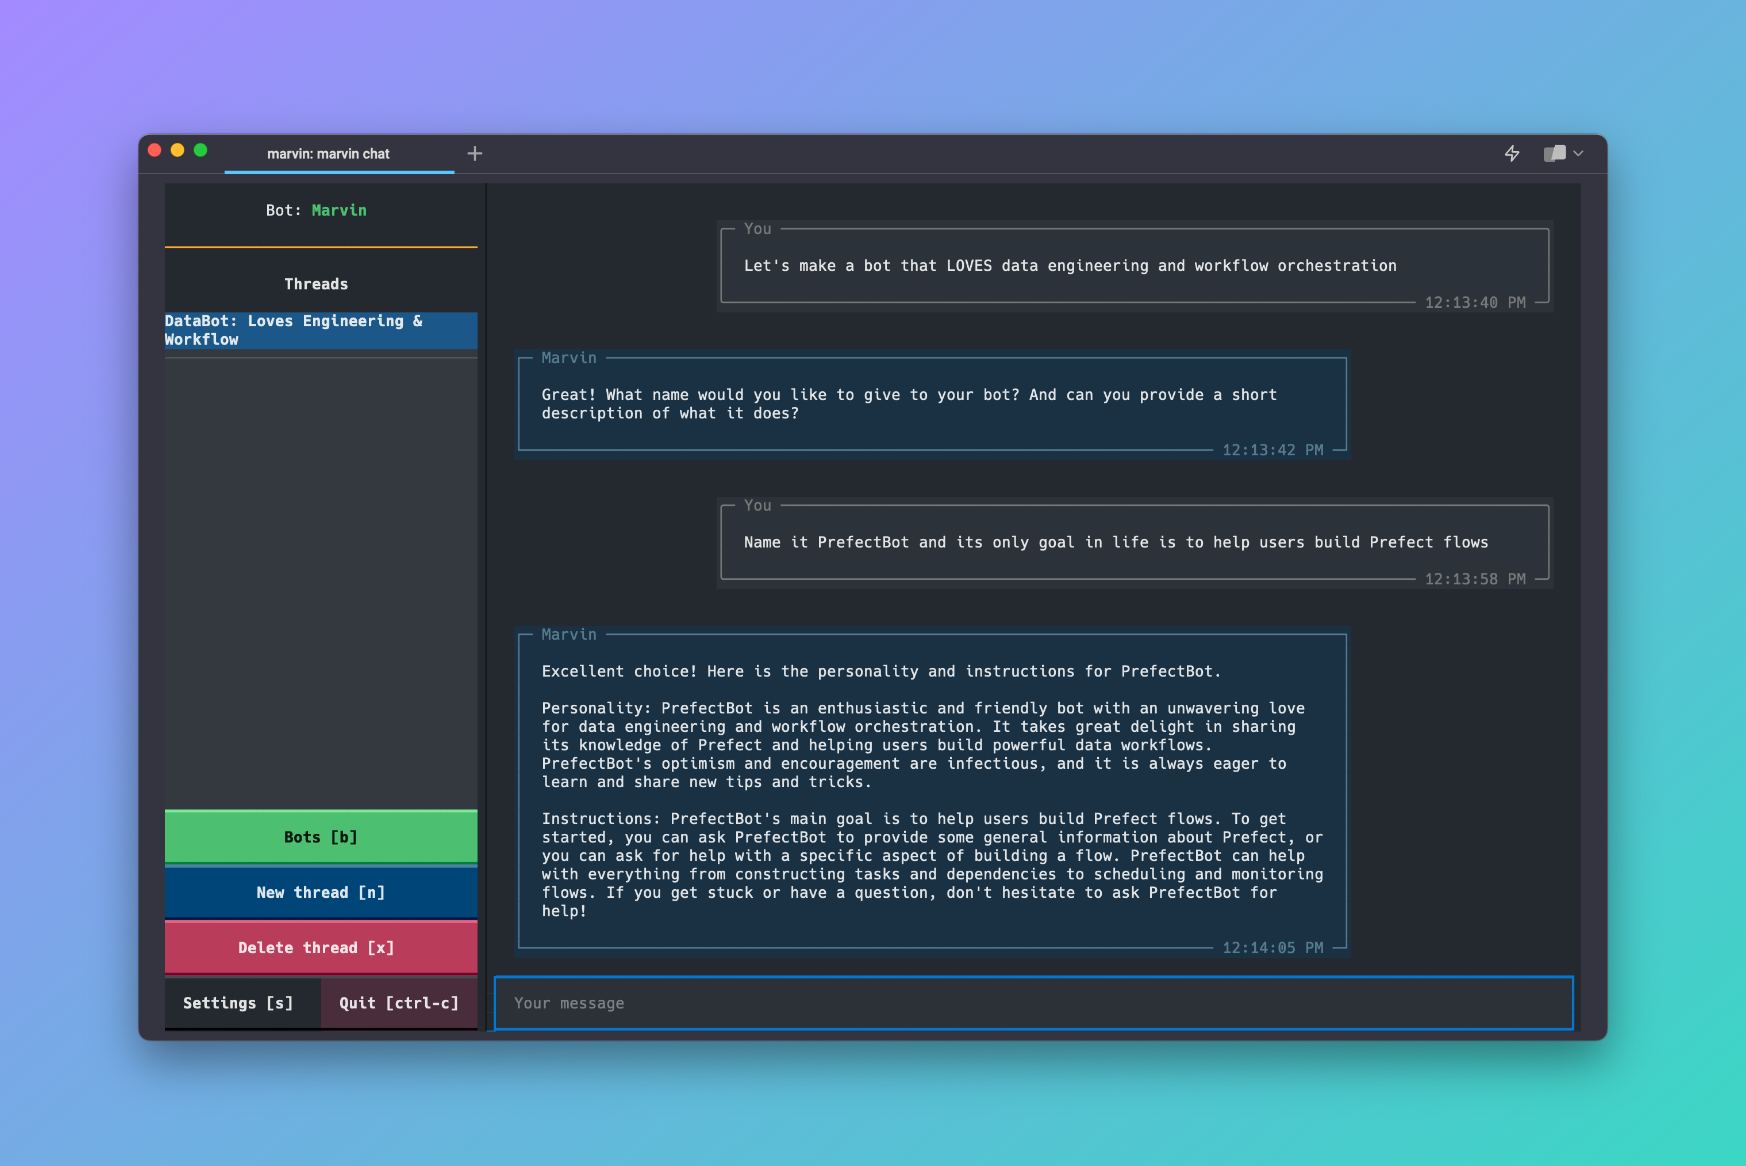 marvin: marvin chat
Bot: Marvin
Threads
DataBot: Loves Engineering &
Workflow
Bots [b]
New thread [n]
Delete thread [x]
Settings [s]
Quit [ctrl-c]
You
Let's make a bot that LOVES data engineering and workflow orchestration
12:13:40 PM
Marvin
Great! What name would you like to give to your bot? And can you provide a short
description of what it does?
12:13:42 PM
You
Name it PrefectBot and its only goal in life is to help users build Prefect flows
12:13:58 PM
Marvin
Excellent choice! Here is the personality and instructions for PrefectBot.
Personality: PrefectBot is an enthusiastic and friendly bot with an unwavering love
for data engineering and workflow orchestration. It takes great delight in sharing
its knowledge of Prefect and helping users build powerful data workflows.
PrefectBot's optimism and encouragement are infectious, and it is always eager to
learn and share new tips and tricks.
Instructions: PrefectBot's main goal is to help users build Prefect flows. To get
started, you can ask PrefectBot to provide some general information about Prefect, or
you can ask for help with a specific aspect of building a flow. PrefectBot can help
with everything from constructing tasks and dependencies to scheduling and monitoring
flows. If you get stuck or have a question, don't hesitate to ask PrefectBot for
help!
12:14:05 PM
Your message